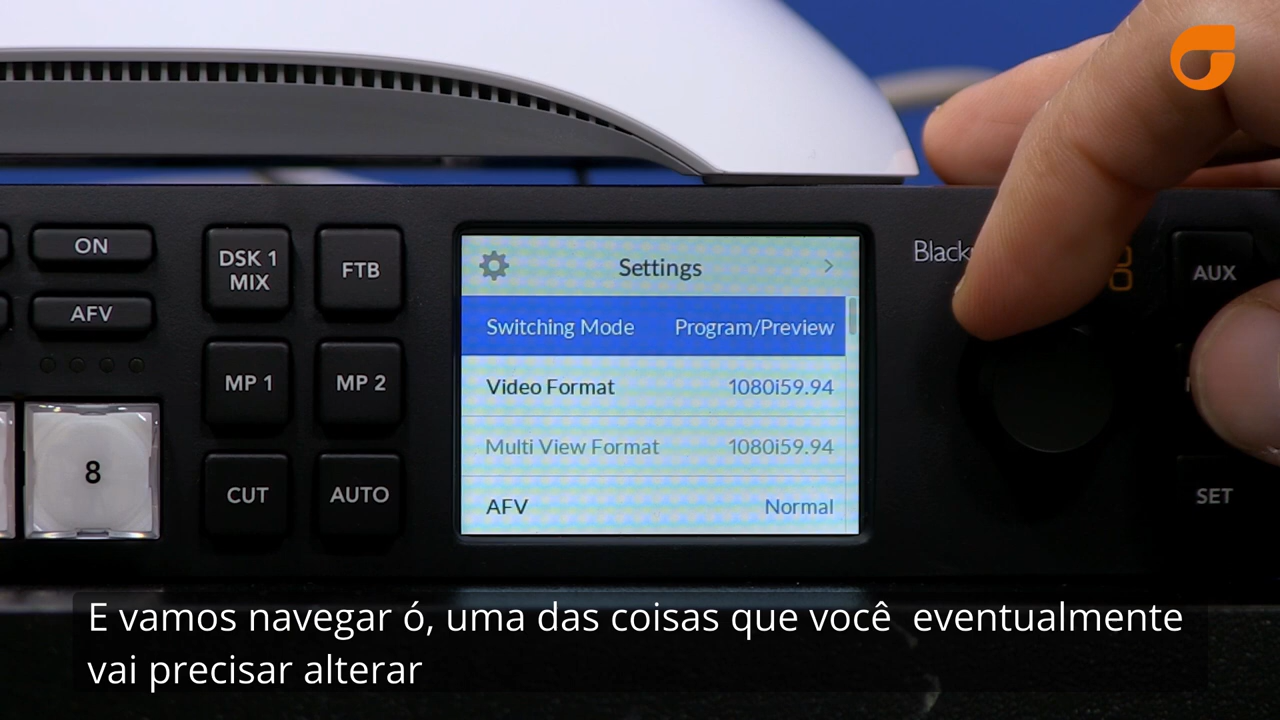 ON
AFV
8
DSK 1
MIX
FTB
MP 1
MP 2
CUT
AUTO
Settings
Switching Mode Program/Preview
Video Format 1080i59.94
Multi View Format 1080i59.94
AFV Normal
AUX
SET
E vamos navegar ó, uma das coisas que você eventualmente
vai precisar alterar